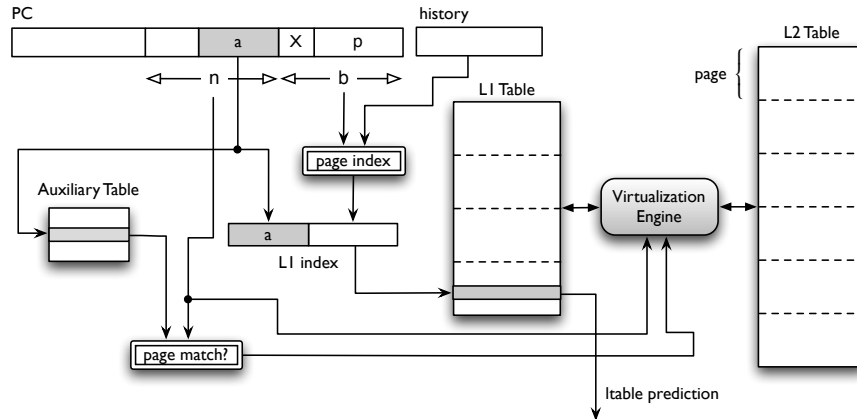 PC
history
L2 Table
a
X
p
n
b
page
L1 Table
page index
Auxiliary Table
Virtualization
Engine
a
L1 index
page match?
Itable prediction